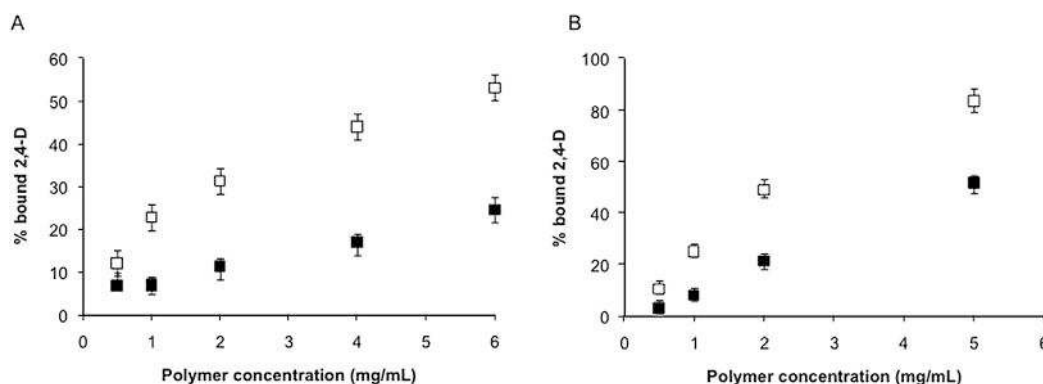 A
60
50
40
30
20
10
0
% bound 2,4-D
0 1 2 3 4 5 6
Polymer concentration (mg/mL)
B
100
80
60
40
20
0
% bound 2,4-D
0 1 2 3 4 5 6
Polymer concentration (mg/mL)